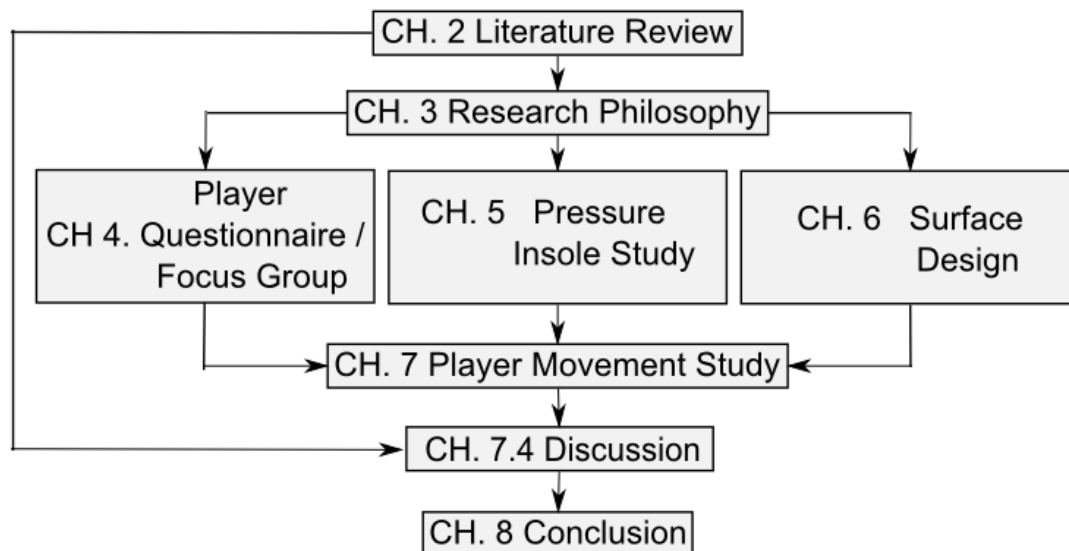 CH. 2 Literature Review
CH. 3 Research Philosophy
Player
CH 4. Questionnaire /
Focus Group
CH. 5 Pressure
Insole Study
CH. 6 Surface
Design
CH. 7 Player Movement Study
CH. 7.4 Discussion
CH. 8 Conclusion